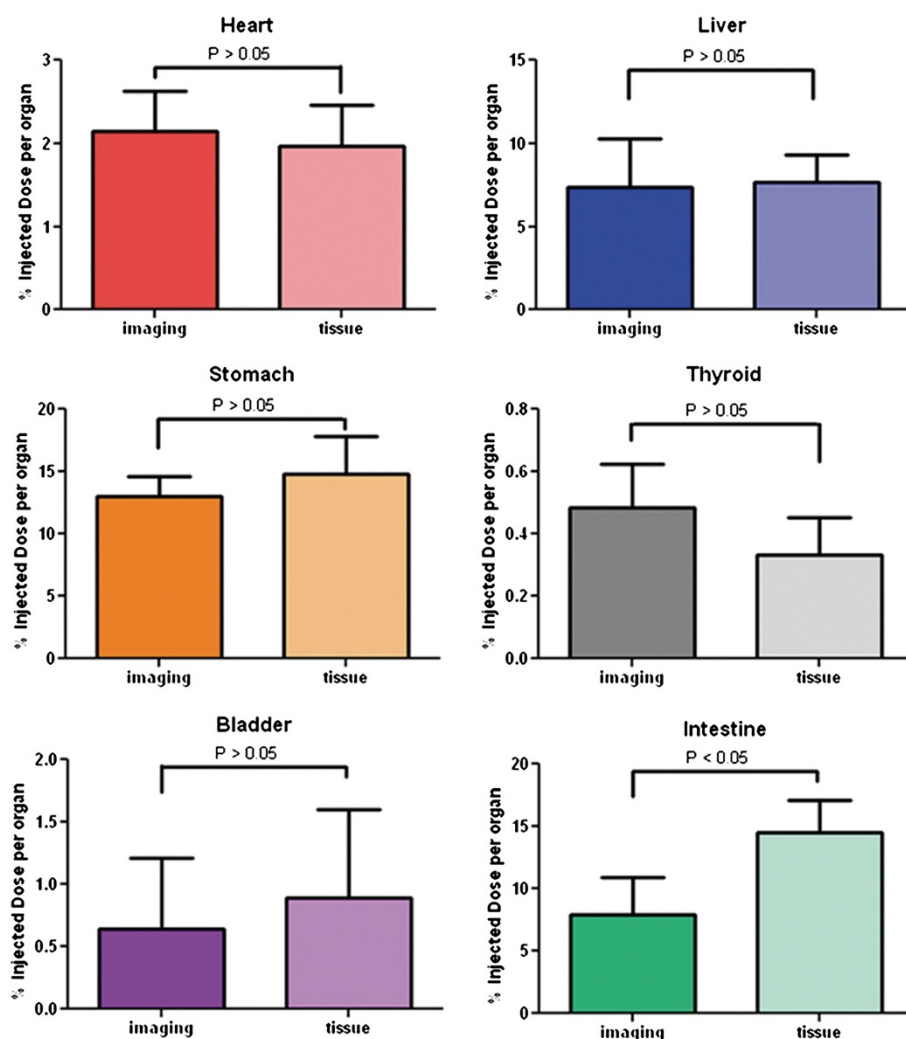 Heart
P > 0.05
% Injected Dose per organ
3
2
1
0
imaging tissue
Liver
P > 0.05
% Injected Dose per organ
15
10
5
0
imaging tissue
Stomach
P > 0.05
% Injected Dose per organ
20
15
10
5
0
imaging tissue
Thyroid
P > 0.05
% Injected Dose per organ
0.8
0.6
0.4
0.2
0.0
imaging tissue
Bladder
P > 0.05
% Injected Dose per organ
2.0
1.5
1.0
0.5
0.0
imaging tissue
Intestine
P < 0.05
% Injected Dose per organ
20
15
10
5
0
imaging tissue